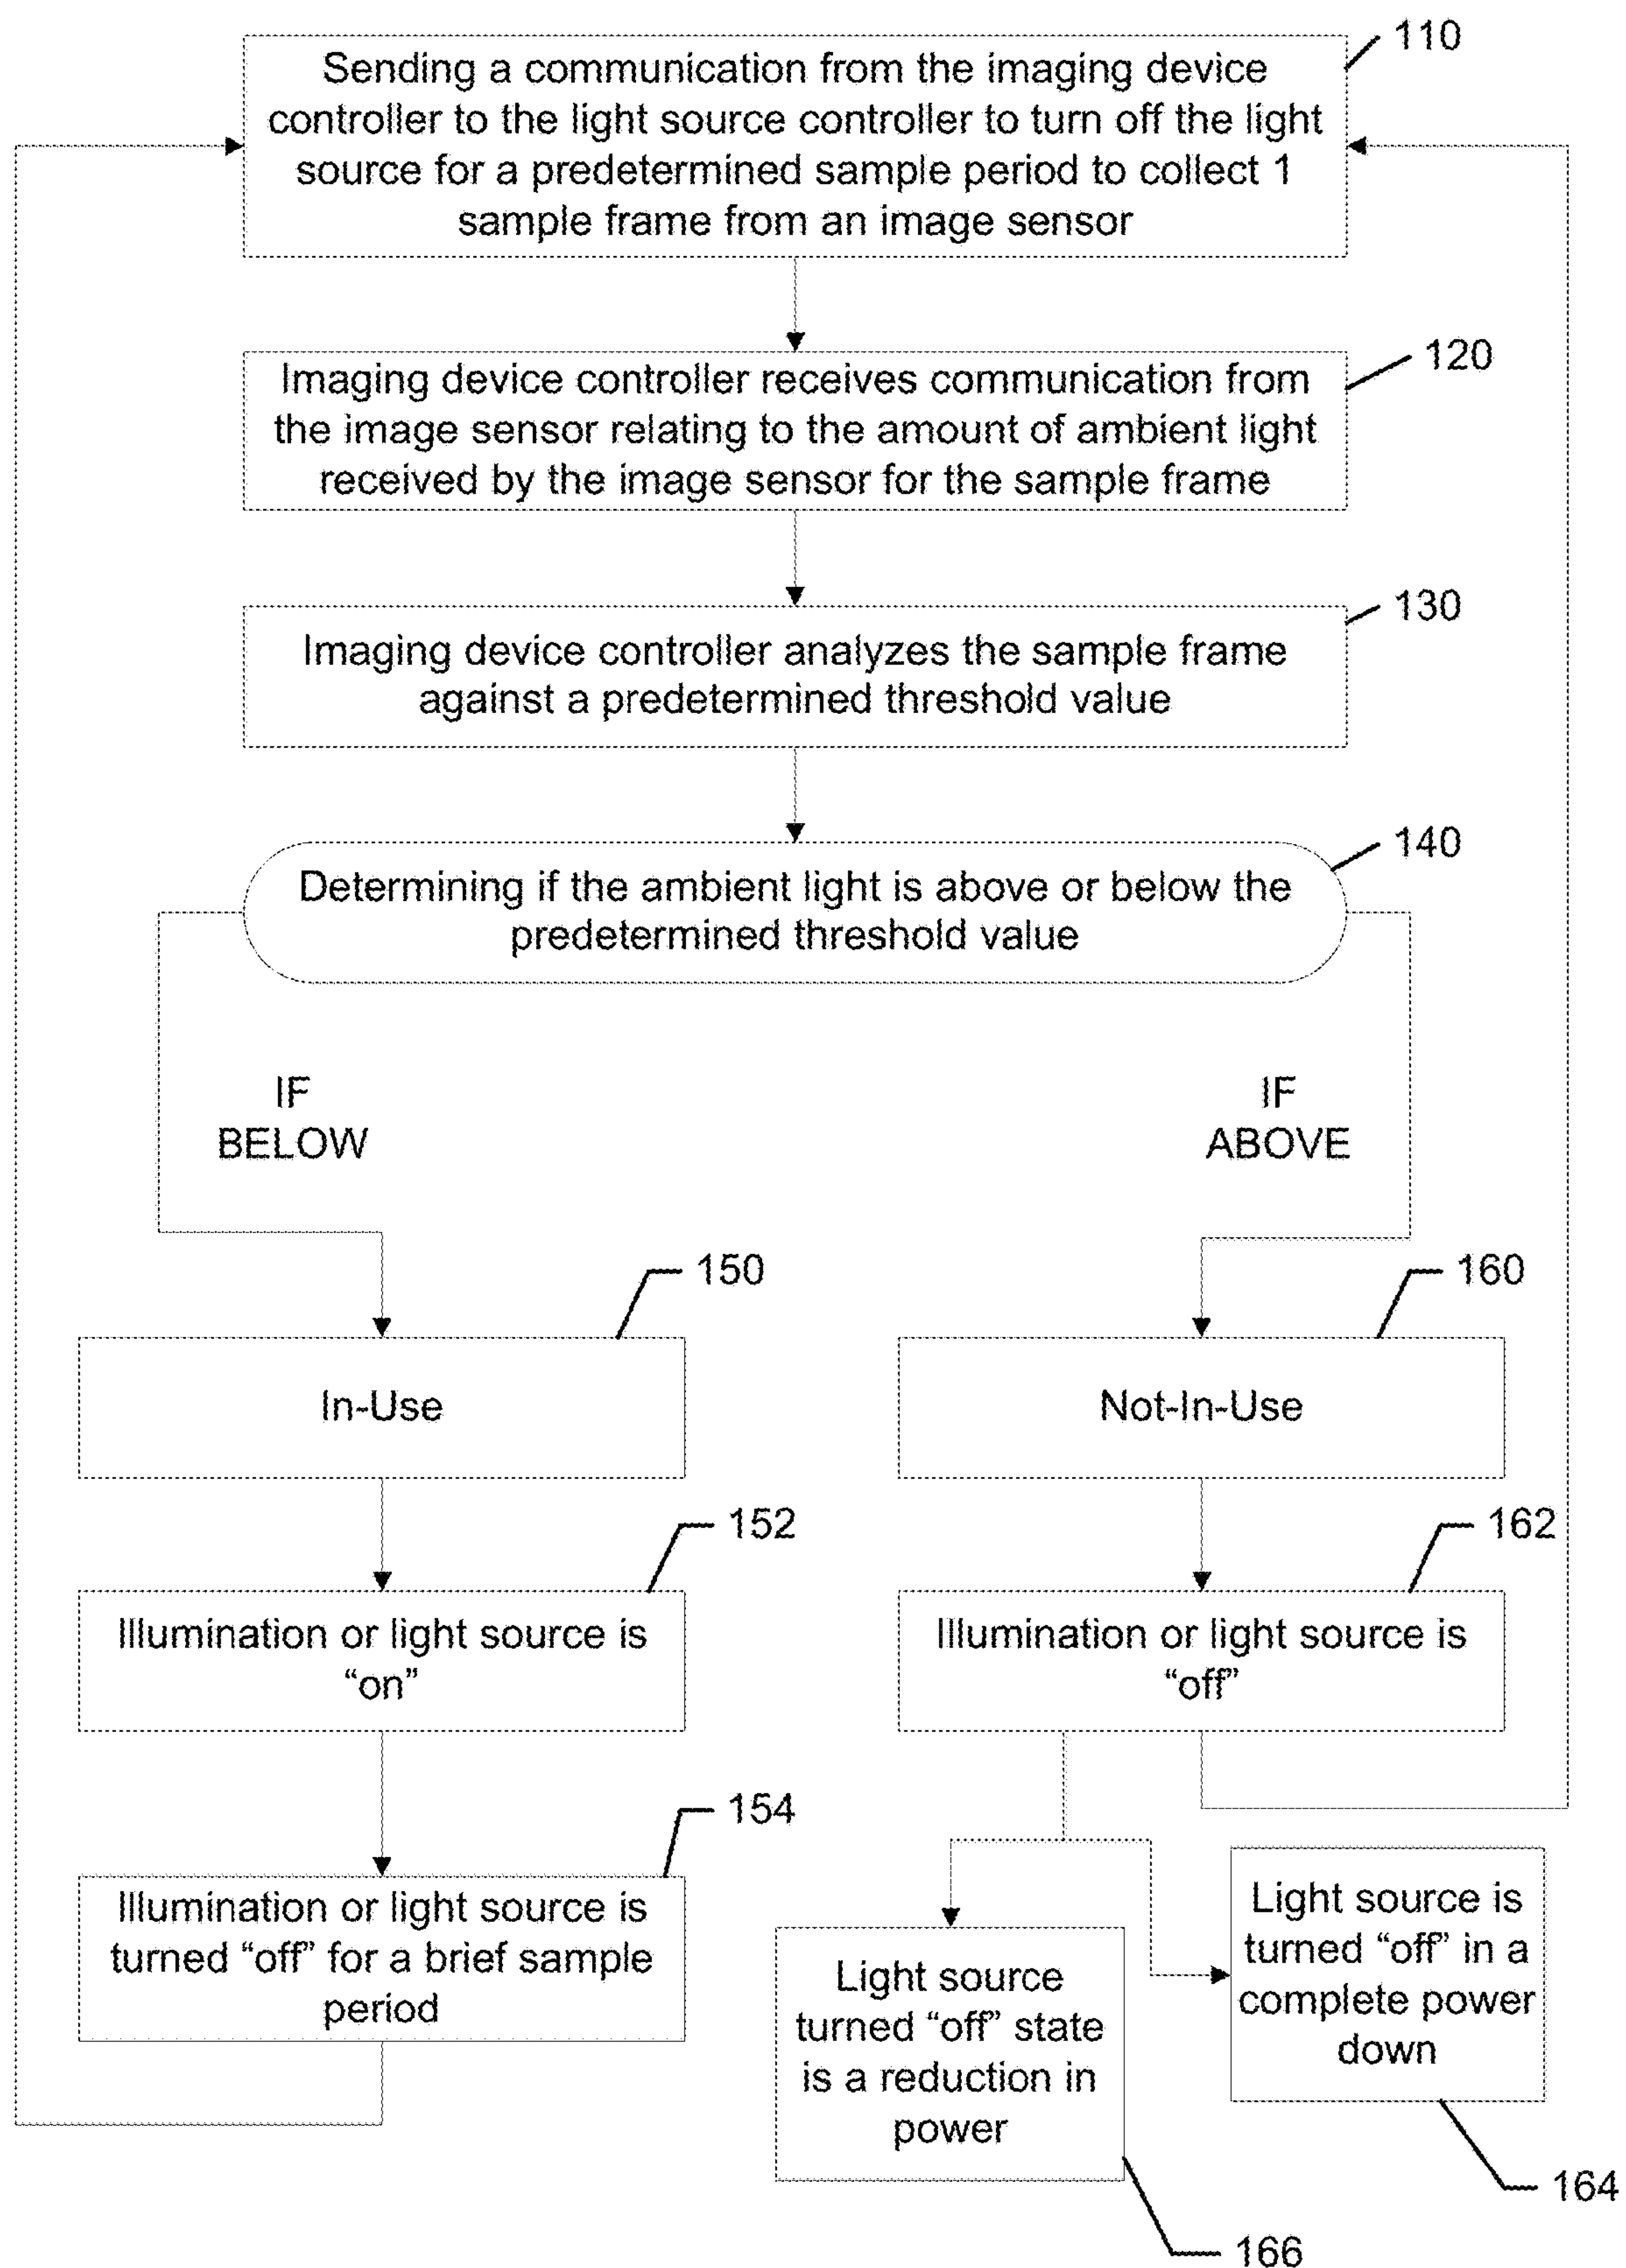 110
Sending a communication from the imaging device
controller to the light source controller to turn off the light
source for a predetermined sample period to collect 1
sample frame from an image sensor
120
Imaging device controller receives communication from
the image sensor relating to the amount of ambient light
received by the image sensor for the sample frame
130
Imaging device controller analyzes the sample frame
against a predetermined threshold value
140
Determining if the ambient light is above or below the
predetermined threshold value
IF
BELOW
IF
ABOVE
150
In-Use
160
Not-In-Use
152
Illumination or light source is
“on”
162
Illumination or light source is
“off”
154
Illumination or light source is
turned “off” for a brief sample
period
Light source
turned “off” state
is a reduction in
power
166
Light source is
turned “off” in a
complete power
down
164